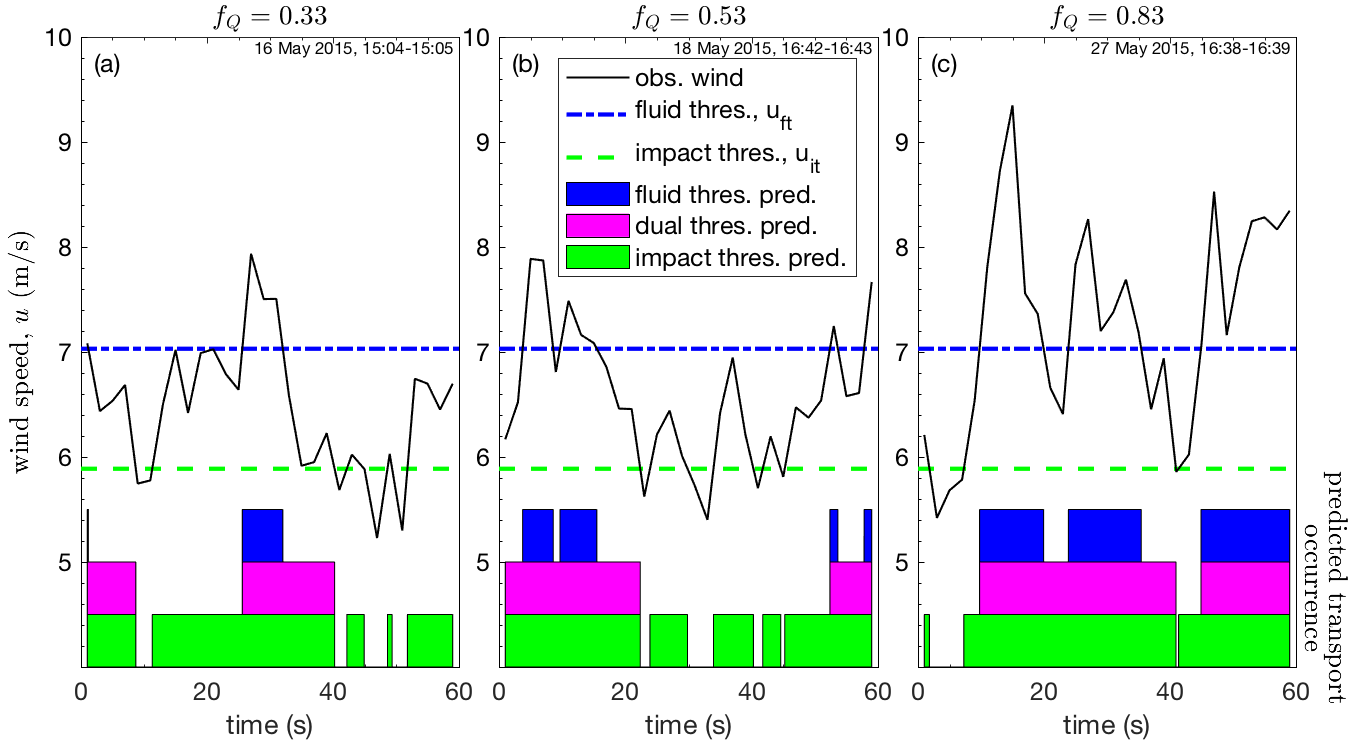 f_Q = 0.33
f_Q = 0.53
f_Q = 0.83
wind speed, u (m/s)
10
9
8
7
6
5
(a)
16 May 2015, 15:04-15:05
0
20
40
60
time (s)
10
9
8
7
6
5
(b)
18 May 2015, 16:42-16:43
obs. wind
fluid thres., u_ft
impact thres., u_it
fluid thres. pred.
dual thres. pred.
impact thres. pred.
0
20
40
60
time (s)
10
9
8
7
6
5
(c)
27 May 2015, 16:38-16:39
0
20
40
60
time (s)
predicted transport
occurrence